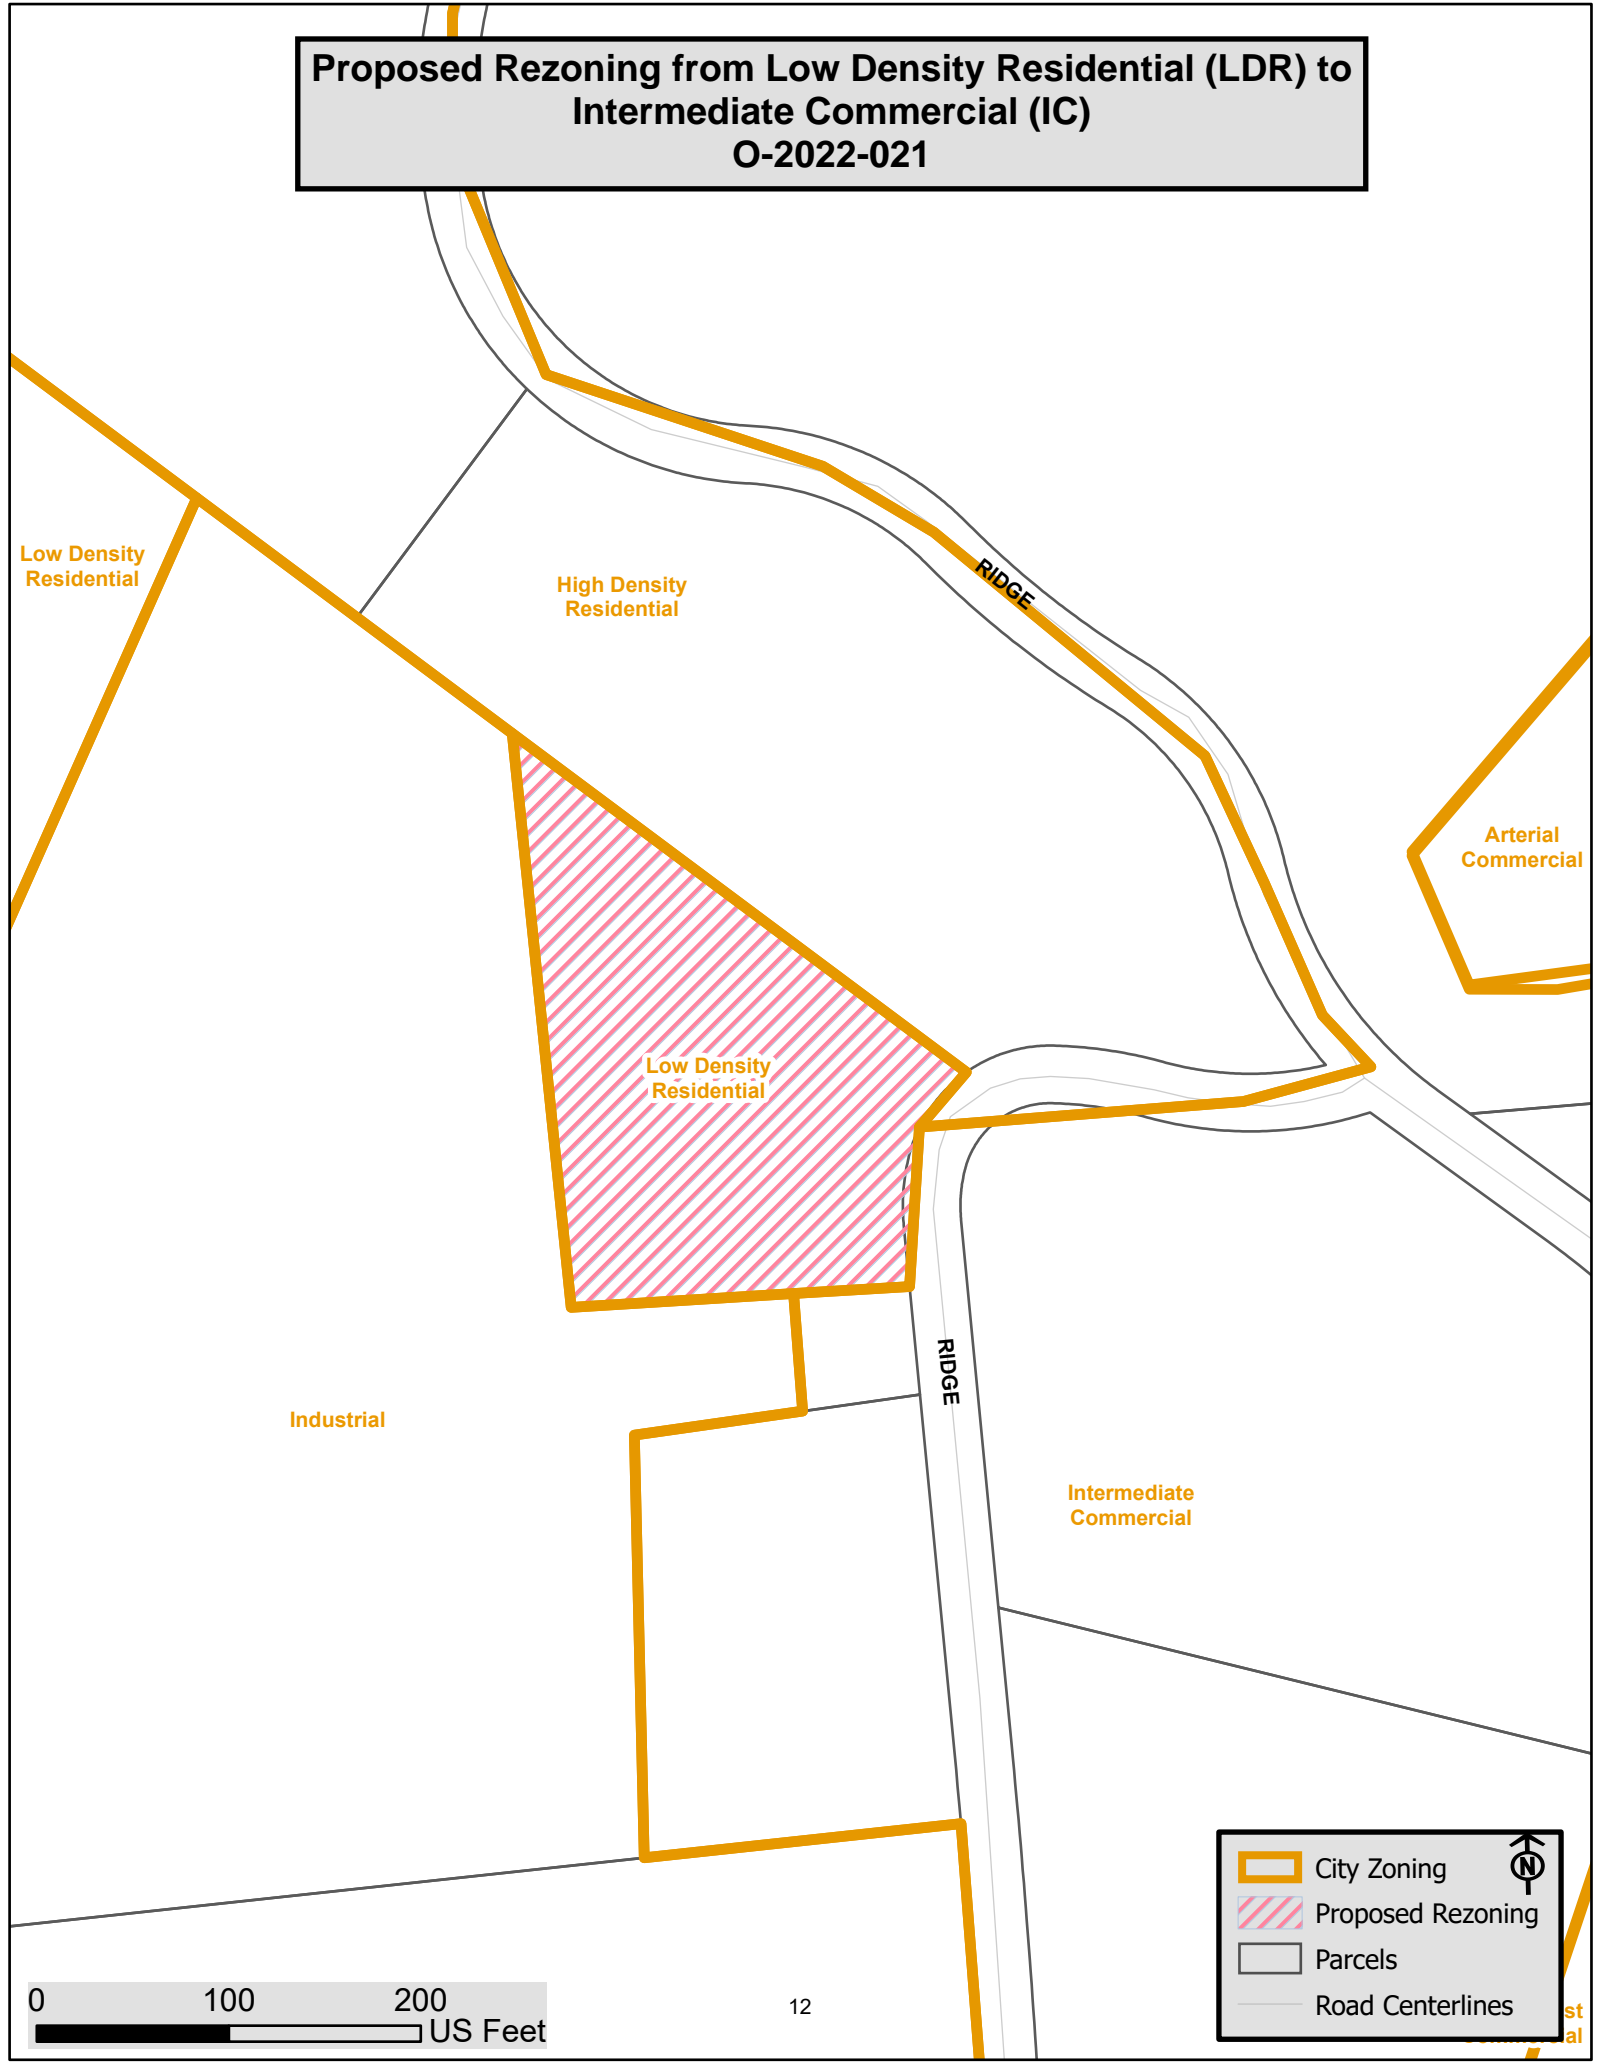 Proposed Rezoning from Low Density Residential (LDR) to
Intermediate Commercial (IC)
O-2022-021
Low Density
Residential
High Density
Residential
RIDGE
Arterial
Commercial
Low Density
Residential
RIDGE
Industrial
Intermediate
Commercial
N
City Zoning
Proposed Rezoning
Parcels
Road Centerlines
st
al
0 100 200
US Feet
12